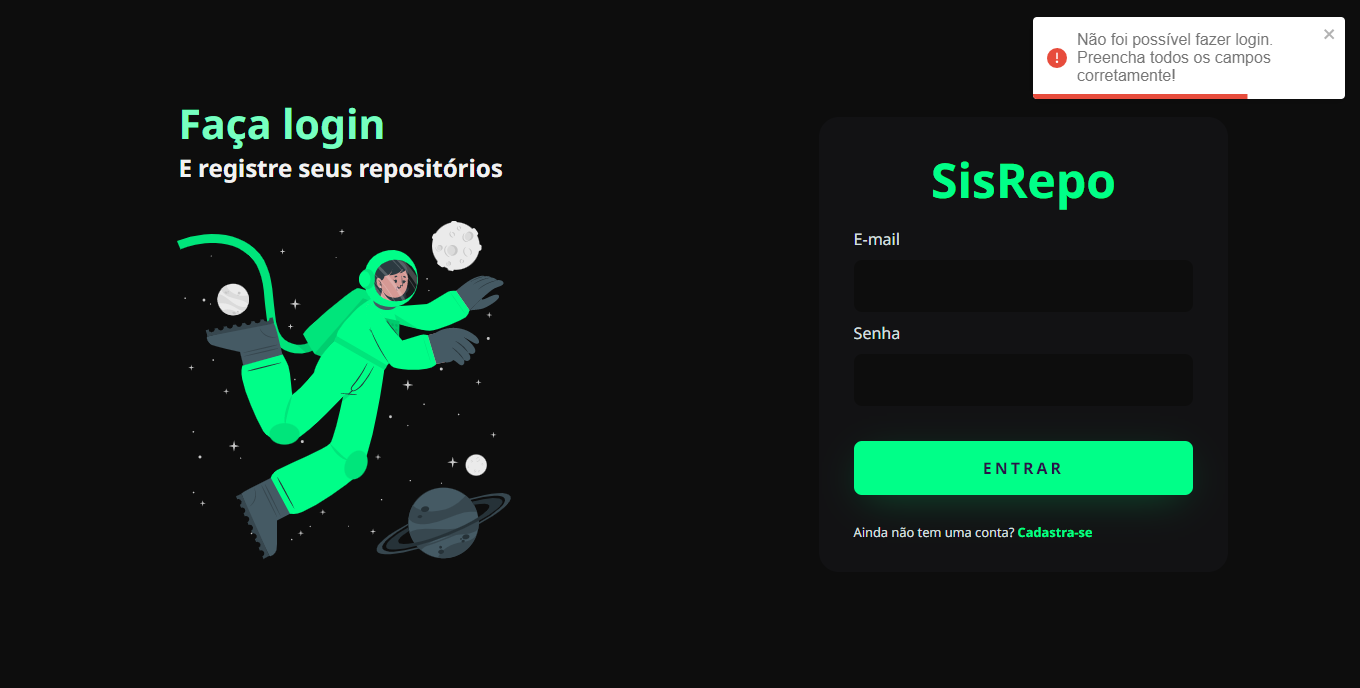 Não foi possível fazer login.
Preencha todos os campos
corretamente!
Faça login
E registre seus repositórios
SisRepo
E-mail
Senha
ENTRAR
Ainda não tem uma conta? Cadastra-se